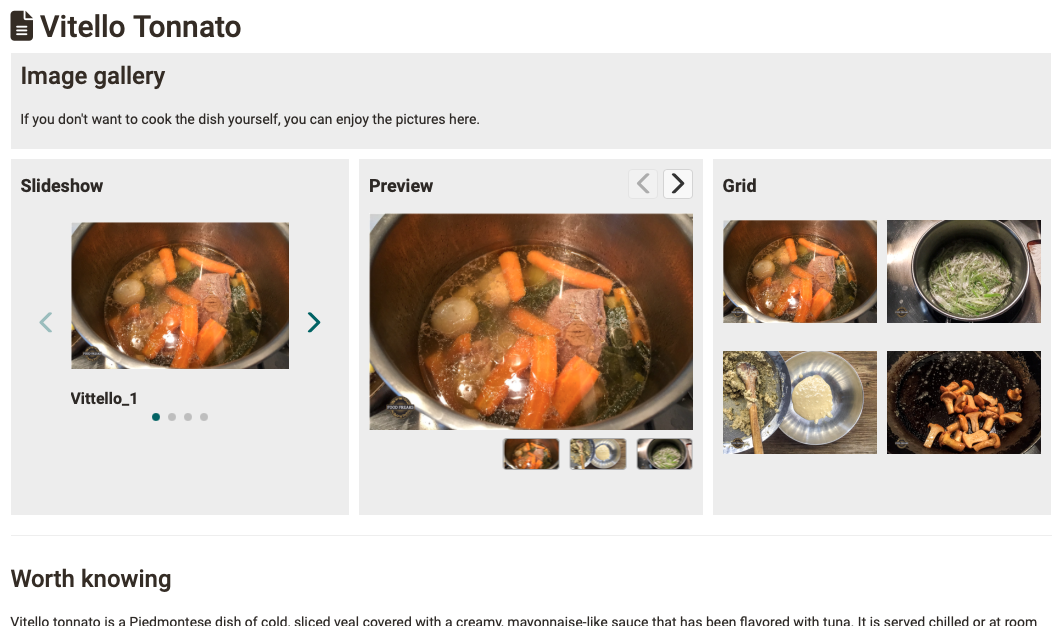 Vitello Tonnato
Image gallery
If you don't want to cook the dish yourself, you can enjoy the pictures here.
Slideshow
Vittello_1
Preview
Grid
Worth knowing
Vitello tonnato is a Piedmontese dish of cold, sliced veal covered with a creamy, mayonnaise-like sauce that has been flavored with tuna. It is served chilled or at room